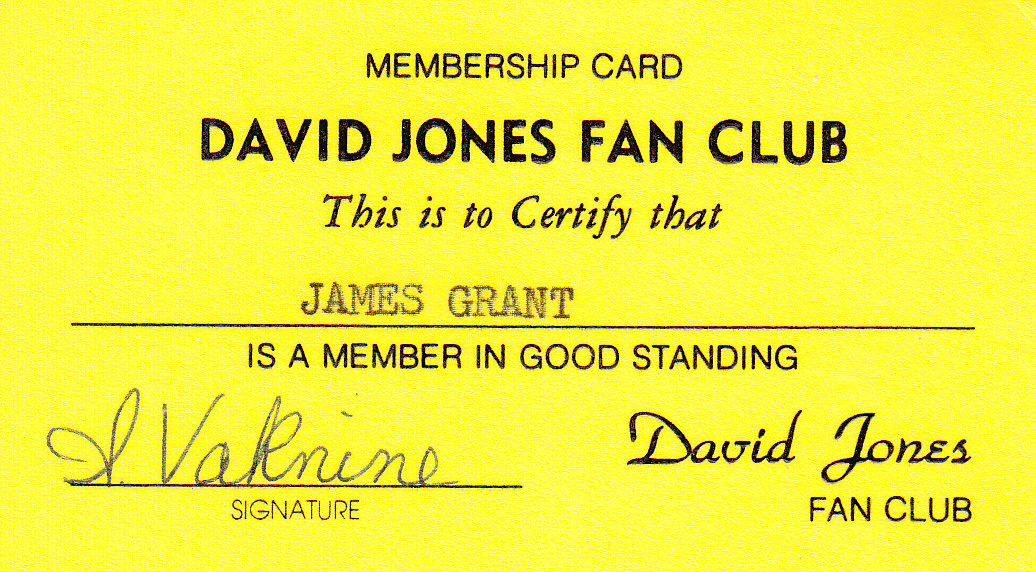 MEMBERSHIP CARD
DAVID JONES FAN CLUB
This is to Certify that
JAMES GRANT
IS A MEMBER IN GOOD STANDING
I. Vaknine
SIGNATURE
David Jones
FAN CLUB